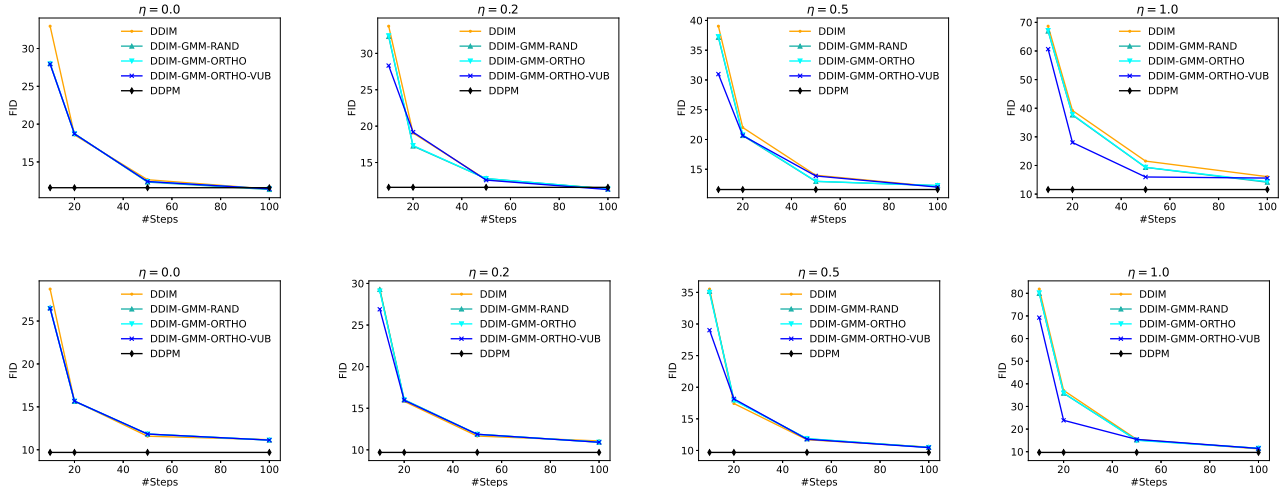 η = 0.0
FID
30
25
20
15
DDIM
DDIM-GMM-RAND
DDIM-GMM-ORTHO
DDIM-GMM-ORTHO-VUB
DDPM
20 40 60 80 100
#Steps
η = 0.2
FID
30
25
20
15
DDIM
DDIM-GMM-RAND
DDIM-GMM-ORTHO
DDIM-GMM-ORTHO-VUB
DDPM
20 40 60 80 100
#Steps
η = 0.5
FID
40
35
30
25
20
15
DDIM
DDIM-GMM-RAND
DDIM-GMM-ORTHO
DDIM-GMM-ORTHO-VUB
DDPM
20 40 60 80 100
#Steps
η = 1.0
FID
70
60
50
40
30
20
10
DDIM
DDIM-GMM-RAND
DDIM-GMM-ORTHO
DDIM-GMM-ORTHO-VUB
DDPM
20 40 60 80 100
#Steps
η = 0.0
FID
25
20
15
10
DDIM
DDIM-GMM-RAND
DDIM-GMM-ORTHO
DDIM-GMM-ORTHO-VUB
DDPM
20 40 60 80 100
#Steps
η = 0.2
FID
30
25
20
15
10
DDIM
DDIM-GMM-RAND
DDIM-GMM-ORTHO
DDIM-GMM-ORTHO-VUB
DDPM
20 40 60 80 100
#Steps
η = 0.5
FID
35
30
25
20
15
10
DDIM
DDIM-GMM-RAND
DDIM-GMM-ORTHO
DDIM-GMM-ORTHO-VUB
DDPM
20 40 60 80 100
#Steps
η = 1.0
FID
80
70
60
50
40
30
20
10
DDIM
DDIM-GMM-RAND
DDIM-GMM-ORTHO
DDIM-GMM-ORTHO-VUB
DDPM
20 40 60 80 100
#Steps